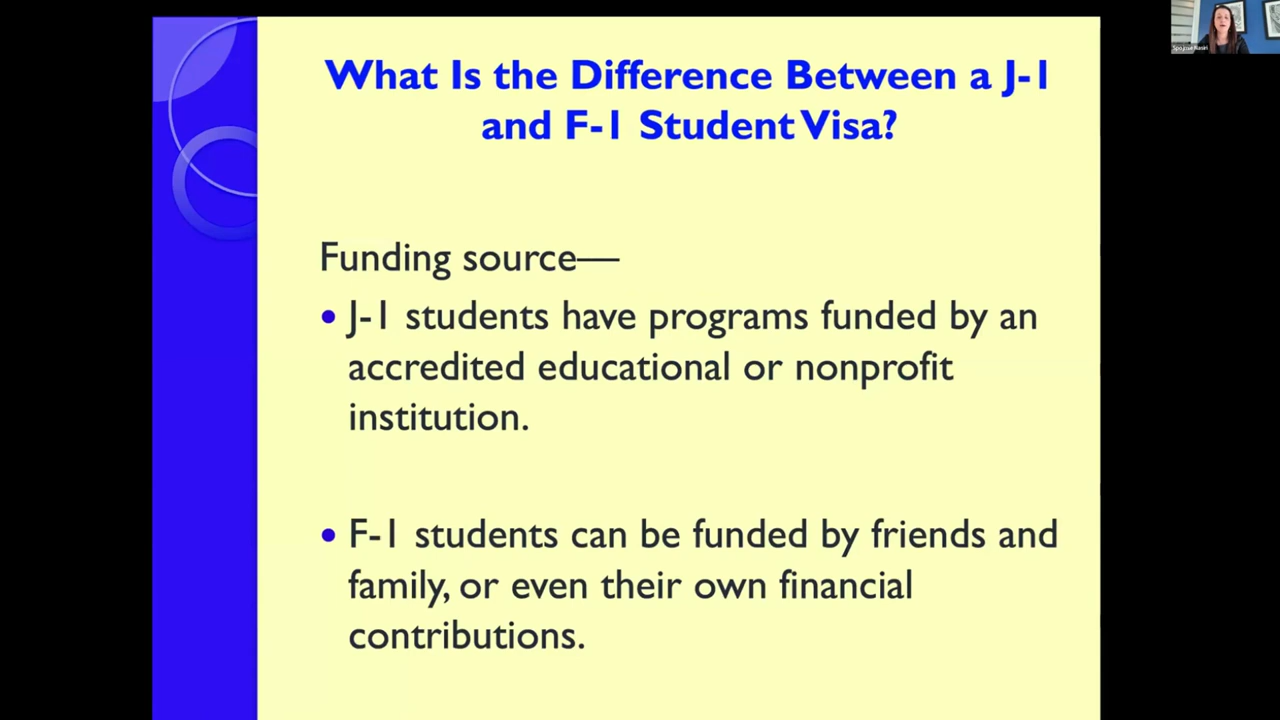 What Is the Difference Between a J-1
and F-1 Student Visa?
Funding source—
• J-1 students have programs funded by an
accredited educational or nonprofit
institution.
• F-1 students can be funded by friends and
family, or even their own financial
contributions.